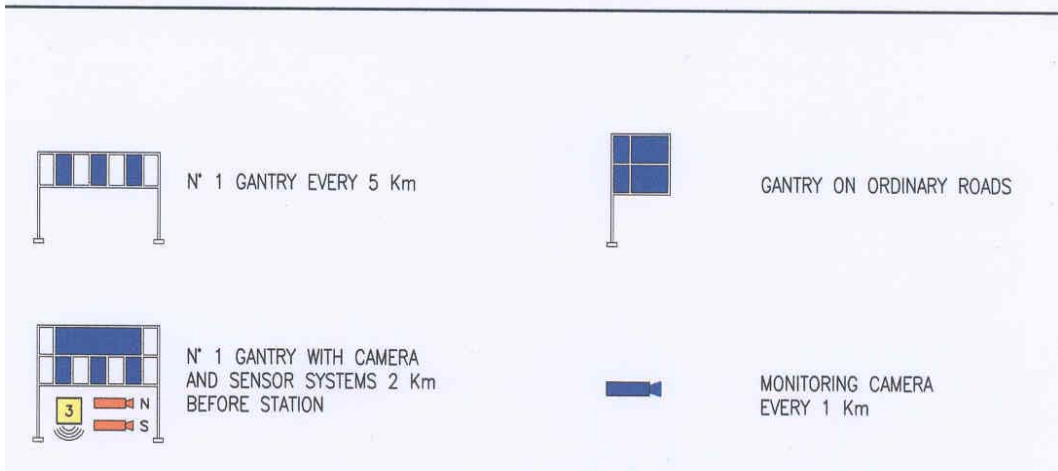 N° 1 GANTRY EVERY 5 Km
GANTRY ON ORDINARY ROADS
N° 1 GANTRY WITH CAMERA
AND SENSOR SYSTEMS 2 Km
BEFORE STATION
3
N
S
MONITORING CAMERA
EVERY 1 Km